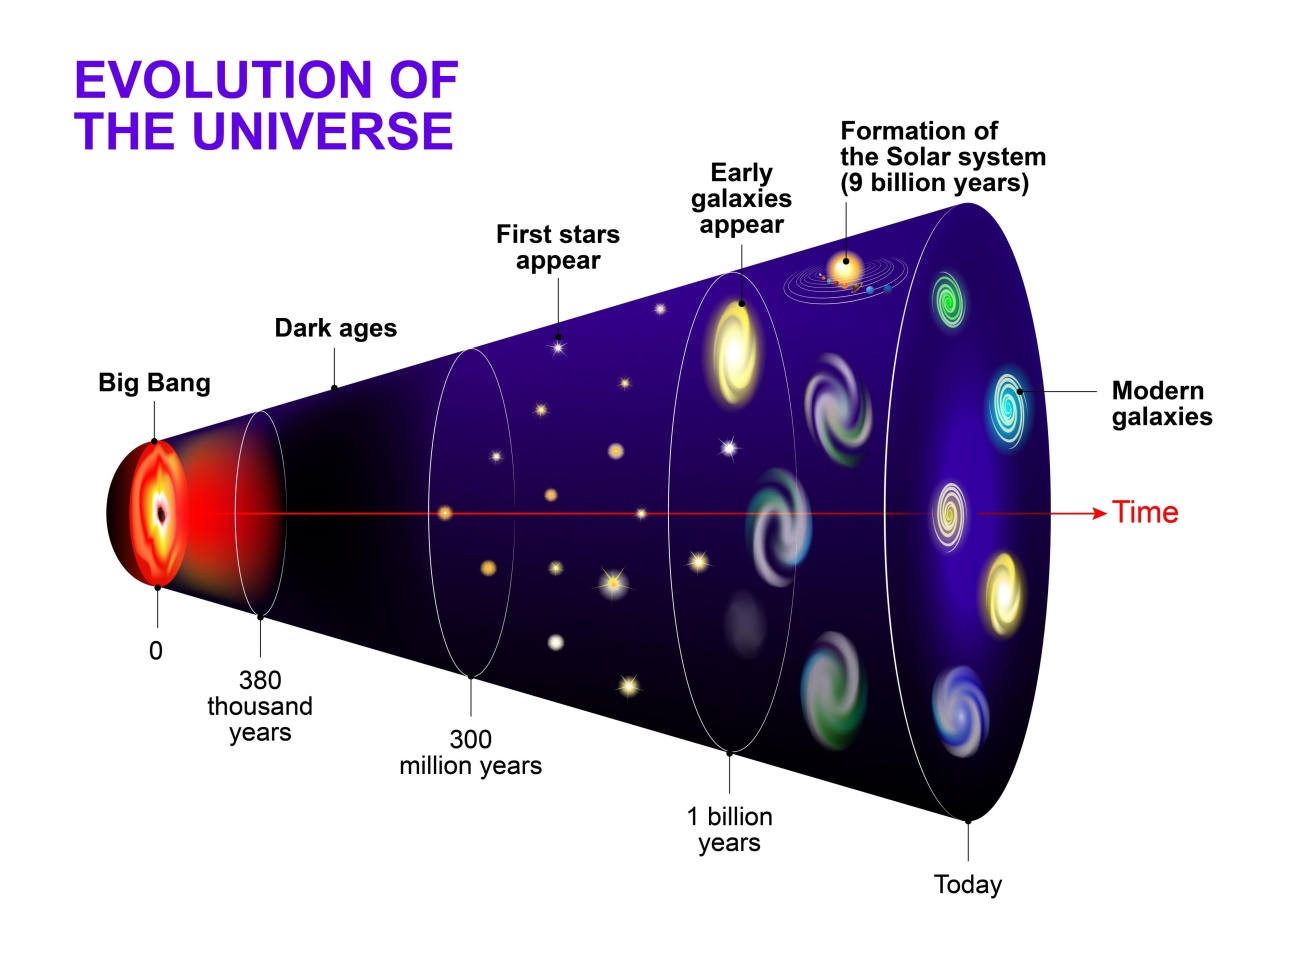 EVOLUTION OF
THE UNIVERSE
Formation of
the Solar system
(9 billion years)
Early
galaxies
appear
First stars
appear
Dark ages
Big Bang
Modern
galaxies
Time
0
380
thousand
years
300
million years
1 billion
years
Today